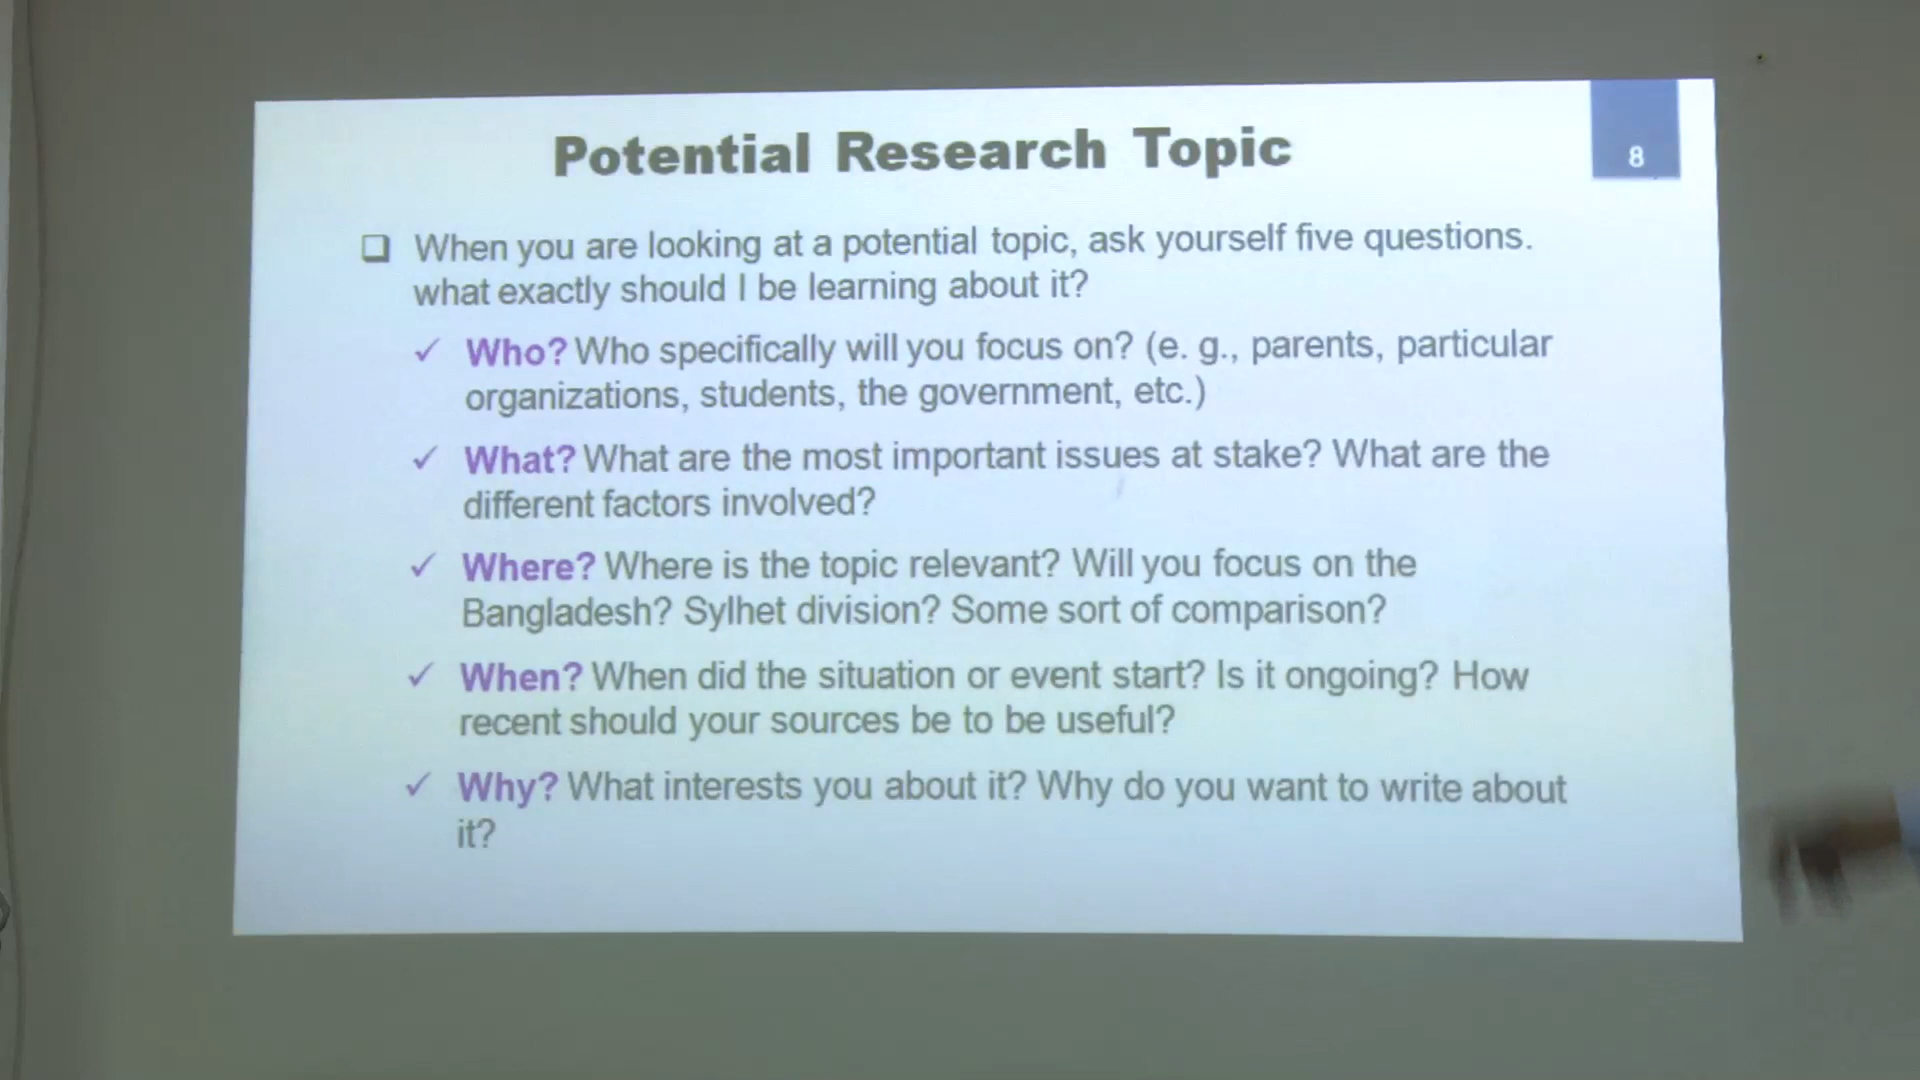 Potential Research Topic
8
❑ When you are looking at a potential topic, ask yourself five questions.
what exactly should I be learning about it?
✓ Who? Who specifically will you focus on? (e. g., parents, particular
organizations, students, the government, etc.)
✓ What? What are the most important issues at stake? What are the
different factors involved?
✓ Where? Where is the topic relevant? Will you focus on the
Bangladesh? Sylhet division? Some sort of comparison?
✓ When? When did the situation or event start? Is it ongoing? How
recent should your sources be to be useful?
✓ Why? What interests you about it? Why do you want to write about
it?